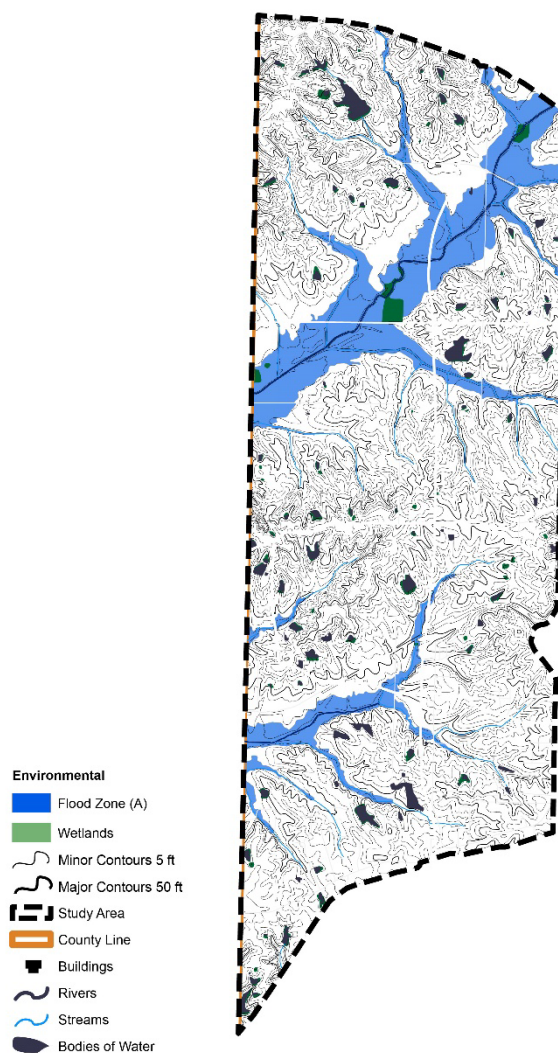 Environmental
Flood Zone (A)
Wetlands
Minor Contours 5 ft
Major Contours 50 ft
Study Area
County Line
Buildings
Rivers
Streams
Bodies of Water